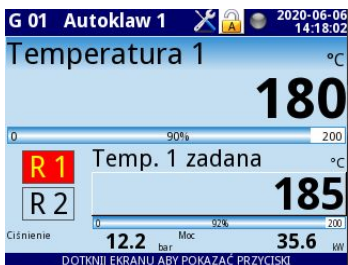 G 01 Autoklaw 1 A 2020-06-06
14:18:02
Temperatura 1 °C
180
0 90% 200
R 1 Temp. 1 zadana °C
185
R 2
0 92% 200
Ciśnienie 12.2 bar Moc 35.6 kW
DOTKNIJ EKRANU ABY POKAZAĆ PRZYCISKI